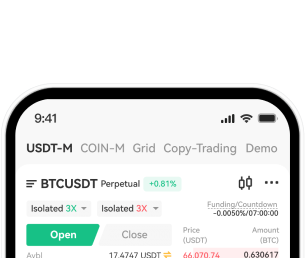 9:41
USDT-M COIN-M Grid Copy-Trading Demo
BTCUSDT Perpetual +0.81%
Isolated 3X Isolated 3X Funding/Countdown
-0.0050%/07:00:00
Open Close Price Amount
(USDT) (BTC)
Avbl 17.4747 USDT 66,070.74 0.630617